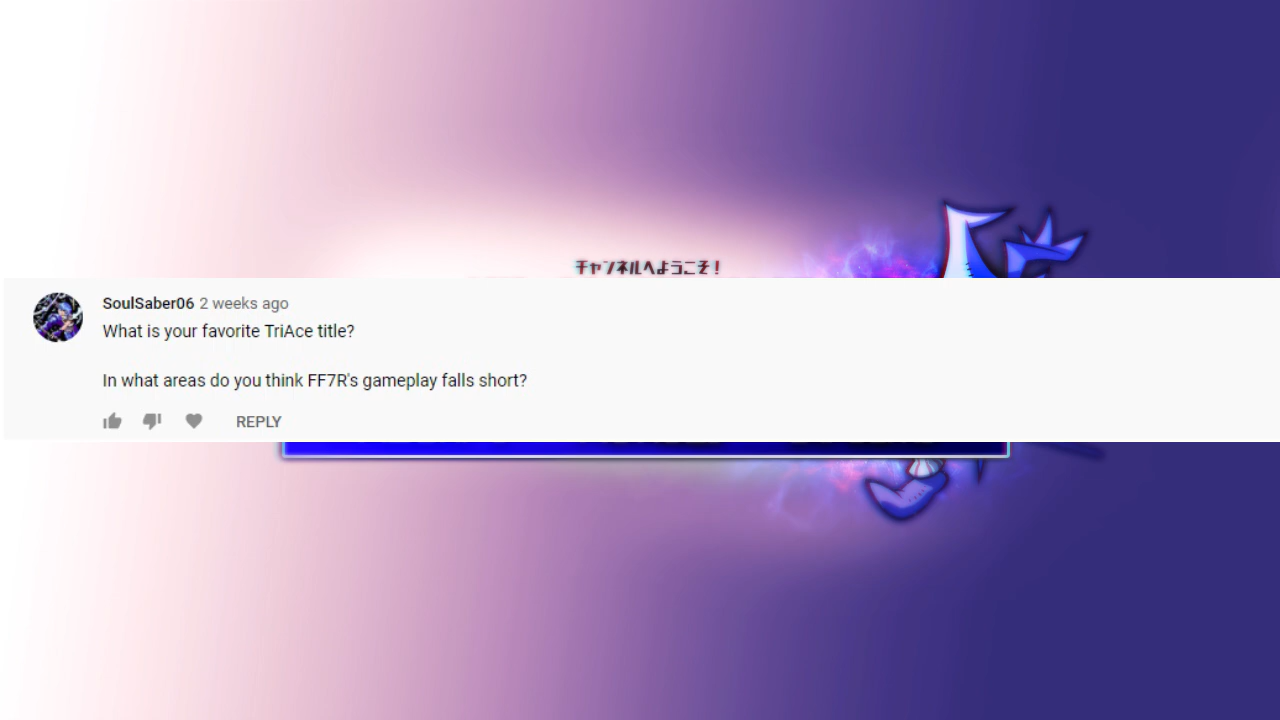 チャンネルへようこそ！
SoulSaber06 2 weeks ago
What is your favorite TriAce title?
In what areas do you think FF7R's gameplay falls short?
REPLY